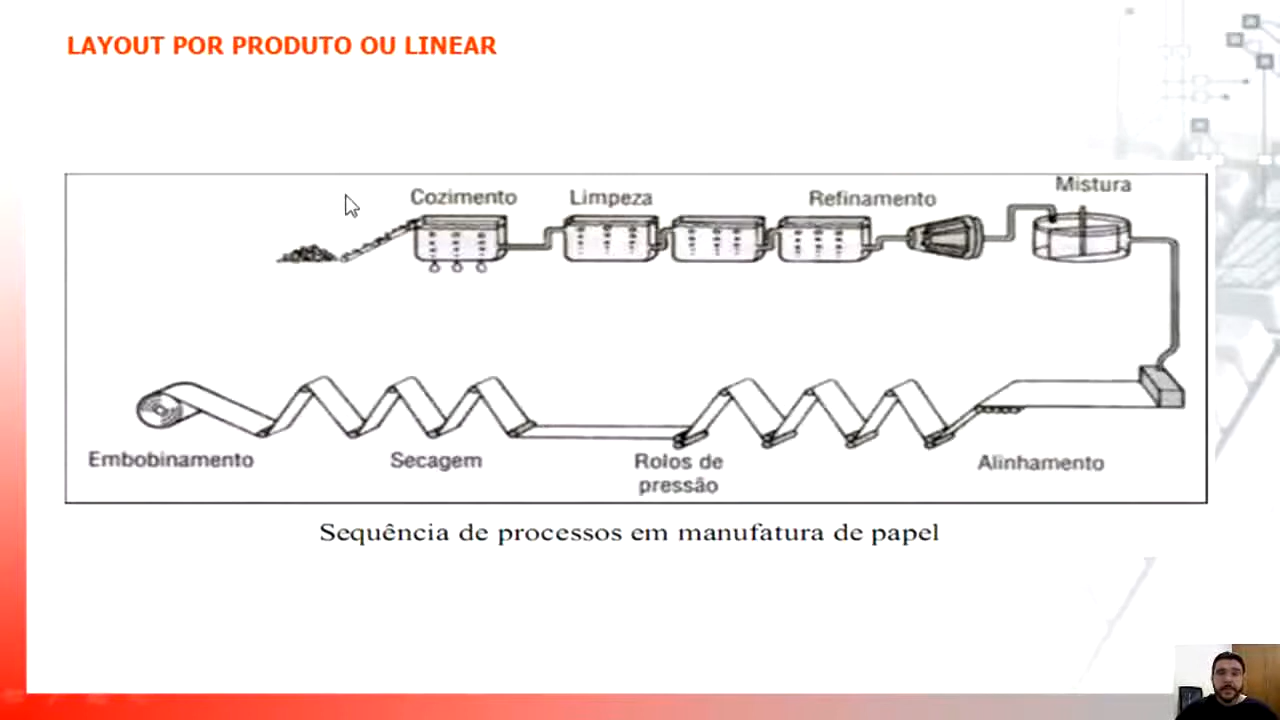 LAYOUT POR PRODUTO OU LINEAR
Cozimento
Limpeza
Refinamento
Mistura
Embobinamento
Secagem
Rolos de
pressão
Alinhamento
Sequência de processos em manufatura de papel